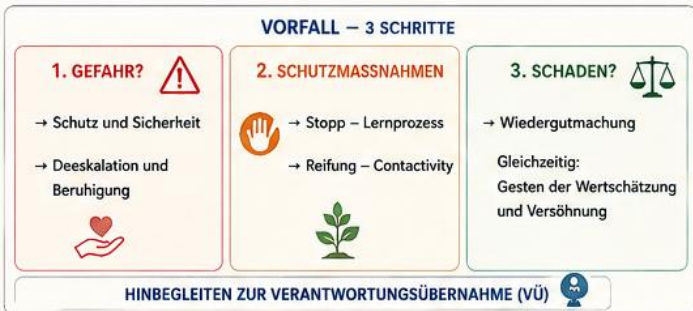 VORFALL – 3 SCHRITTE
1. GEFAHR?
→ Schutz und Sicherheit
→ Deeskalation und
Beruhigung
2. SCHUTZMASSNAHMEN
→ Stopp – Lernprozess
→ Reifung – Contactivity
3. SCHADEN?
→ Wiedergutmachung
Gleichzeitig:
Gesten der Wertschätzung
und Versöhnung
HINBEGLEITEN ZUR VERANTWORTUNGSÜBERNAHME (VÜ)